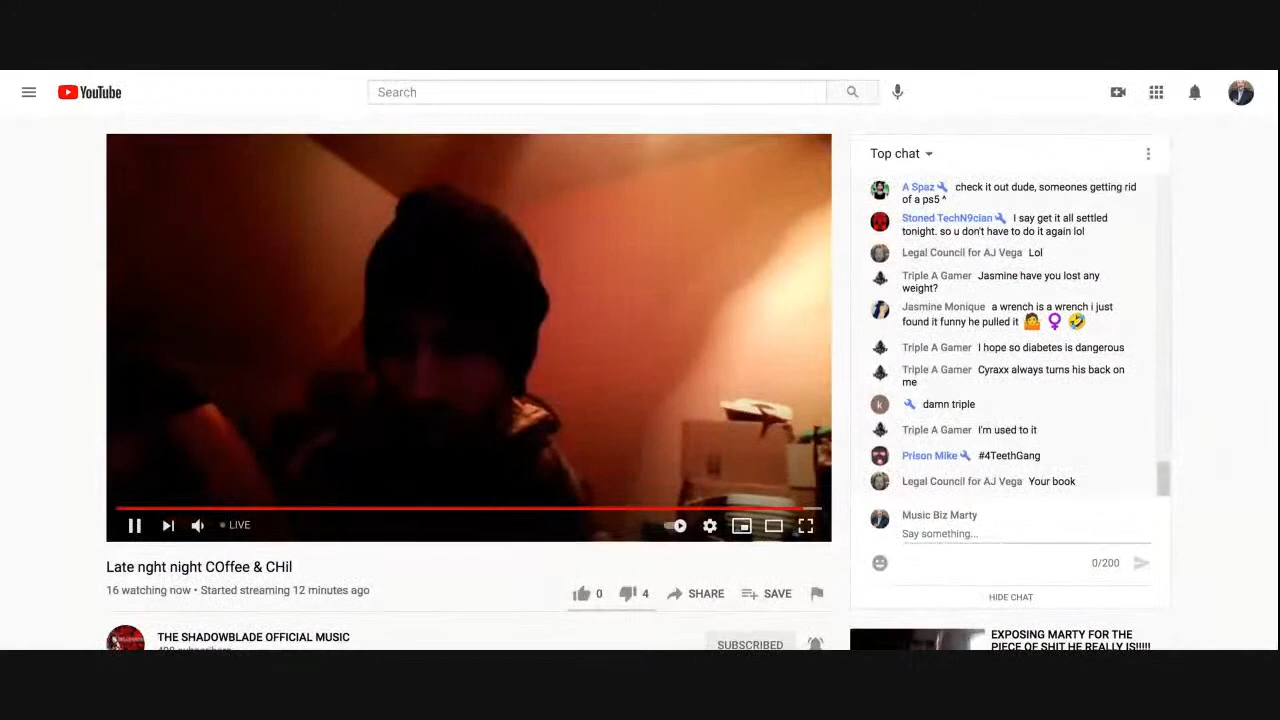 YouTube
Search
Top chat
A Spaz check it out dude, someones getting rid
of a ps5 ^
Stoned TechN9cian I say get it all settled
tonight. so u don't have to do it again lol
Legal Council for AJ Vega Lol
Triple A Gamer Jasmine have you lost any
weight?
Jasmine Monique a wrench is a wrench i just
found it funny he pulled it 🤷♀️🤣
Triple A Gamer I hope so diabetes is dangerous
Triple A Gamer Cyraxx always turns his back on
me
k
damn triple
Triple A Gamer I'm used to it
Prison Mike #4TeethGang
Legal Council for AJ Vega Your book
Music Biz Marty
Say something...
0/200
HIDE CHAT
LIVE
Late nght night COffee & CHil
16 watching now • Started streaming 12 minutes ago
0
4
SHARE
SAVE
THE SHADOWBLADE OFFICIAL MUSIC
SUBSCRIBED
EXPOSING MARTY FOR THE
PIECE OF SHIT HE REALLY IS!!!!!